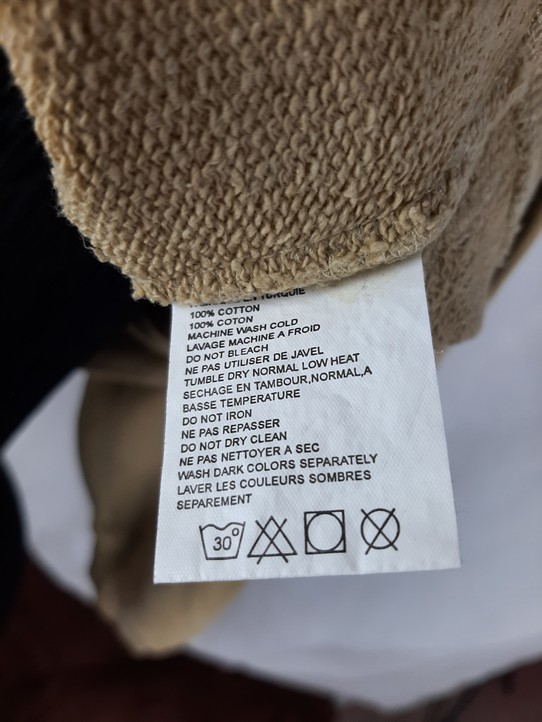 TURQUIE
100% COTTON
100% COTON
MACHINE WASH COLD
LAVAGE MACHINE A FROID
DO NOT BLEACH
NE PAS UTILISER DE JAVEL
TUMBLE DRY NORMAL LOW HEAT
SECHAGE EN TAMBOUR,NORMAL,A
BASSE TEMPERATURE
DO NOT IRON
NE PAS REPASSER
DO NOT DRY CLEAN
NE PAS NETTOYER A SEC
WASH DARK COLORS SEPARATELY
LAVER LES COULEURS SOMBRES
SEPAREMENT
30°